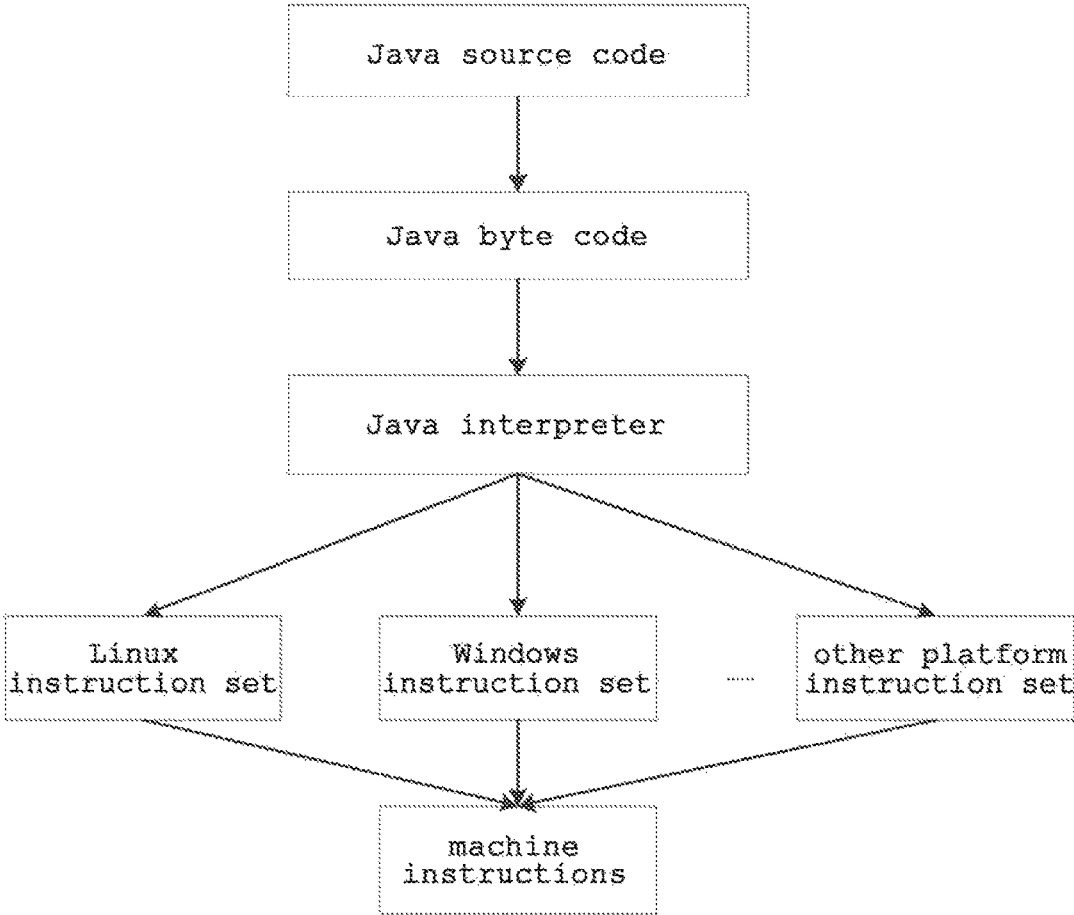 Java source code
Java byte code
Java interpreter
Linux
instruction set
Windows
instruction set
.....
other platform
instruction set
machine
instructions